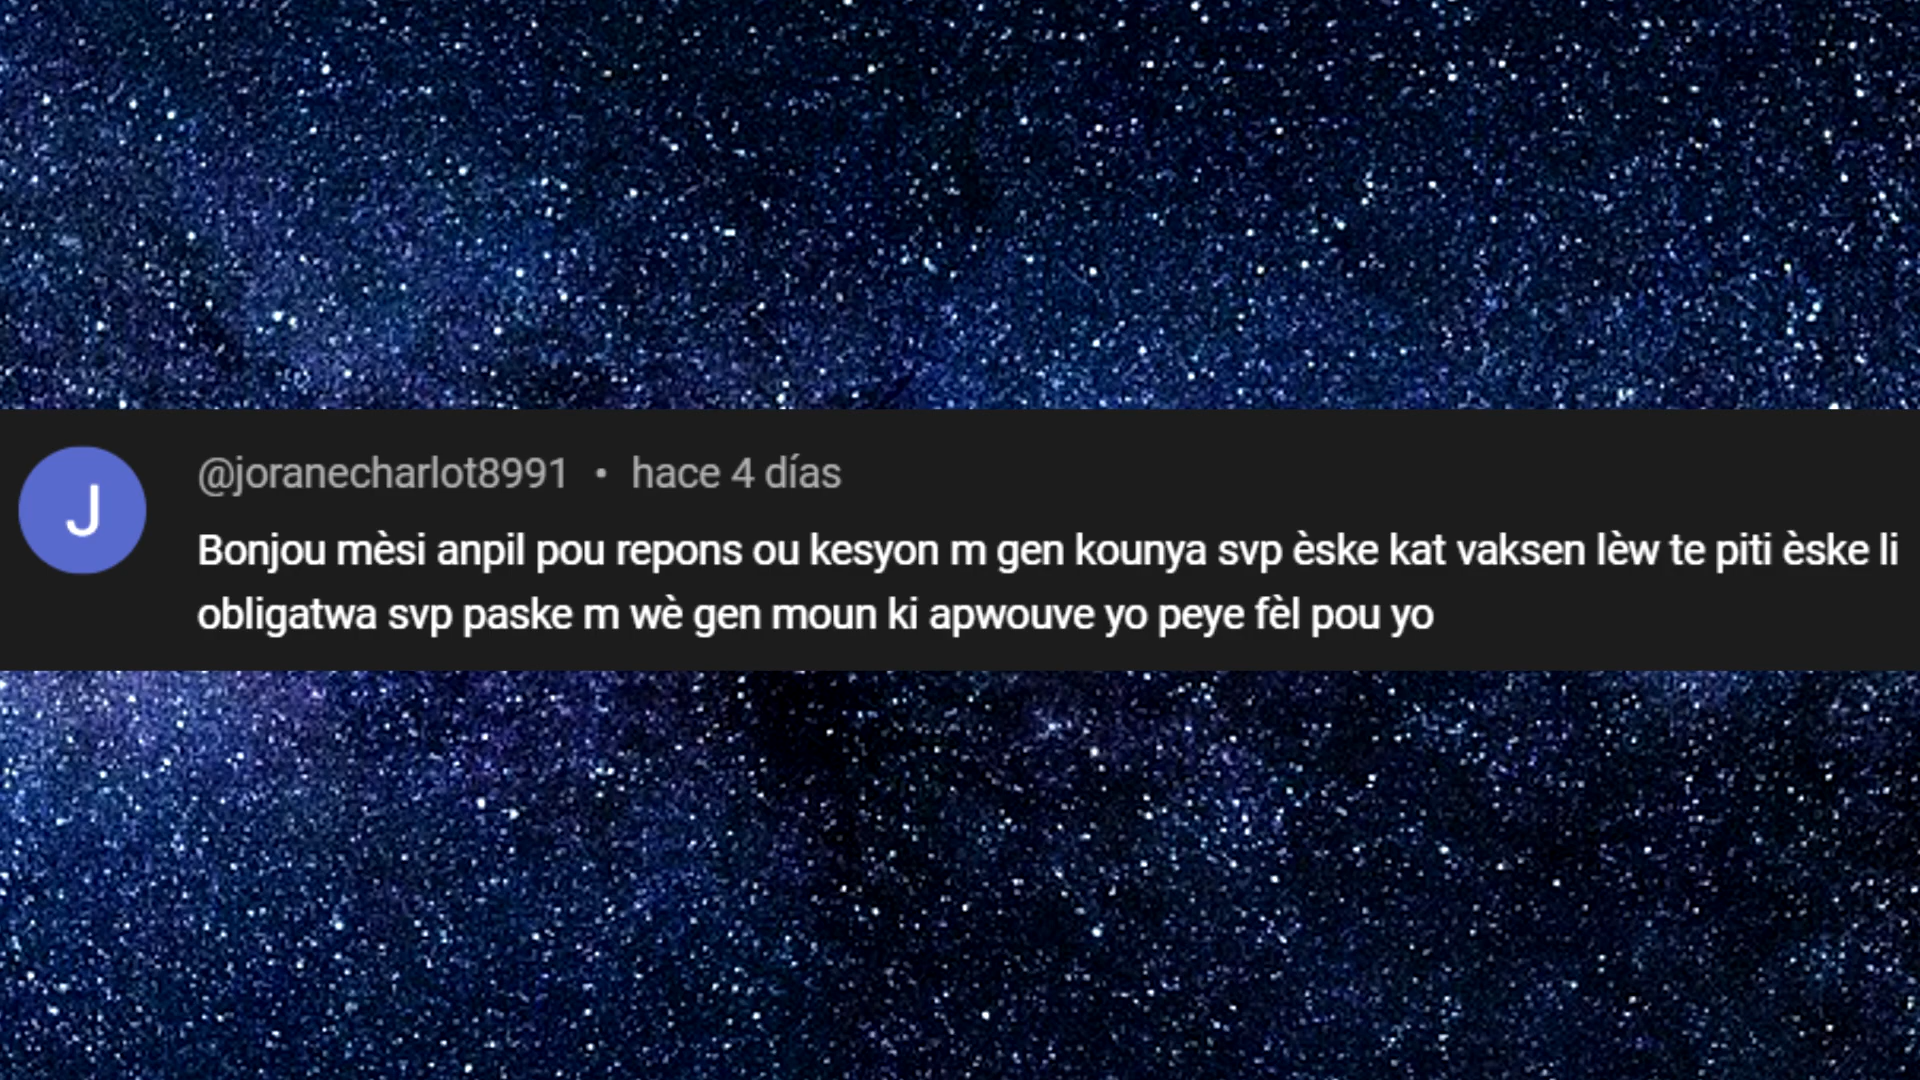 J
@joranecharlot8991 • hace 4 días
Bonjou mèsi anpil pou repons ou kesyon m gen kounya svp èske kat vaksen lèw te piti èske li
obligatwa svp paske m wè gen moun ki apwouve yo peye fèl pou yo